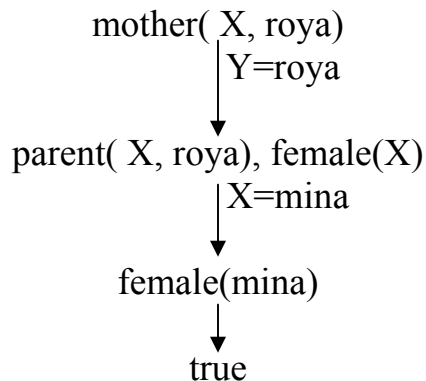 mother( X, roya)
Y=roya
parent( X, roya), female(X)
X=mina
female(mina)
true